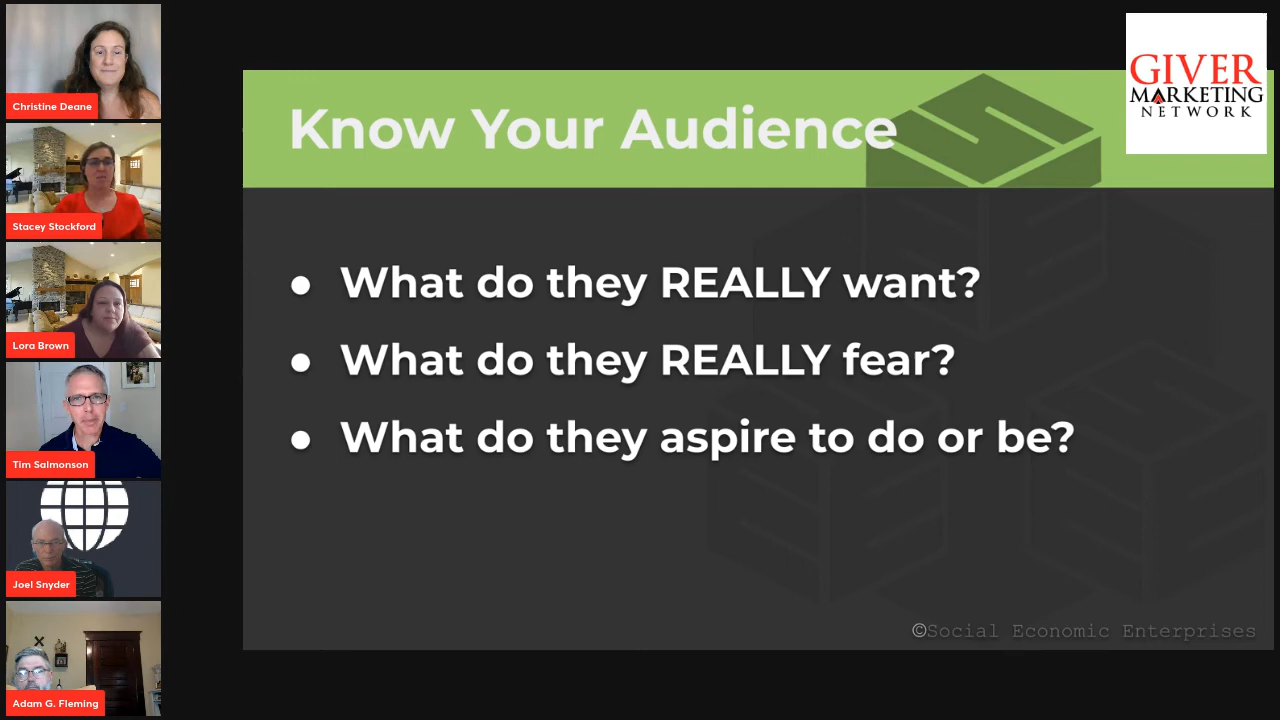 Christine Deane
Stacey Stockford
Lora Brown
Tim Salmonson
Joel Snyder
Adam G. Fleming
Know Your Audience
● What do they REALLY want?
● What do they REALLY fear?
● What do they aspire to do or be?
©Social Economic Enterprises
GIVER
MARKETING
NETWORK